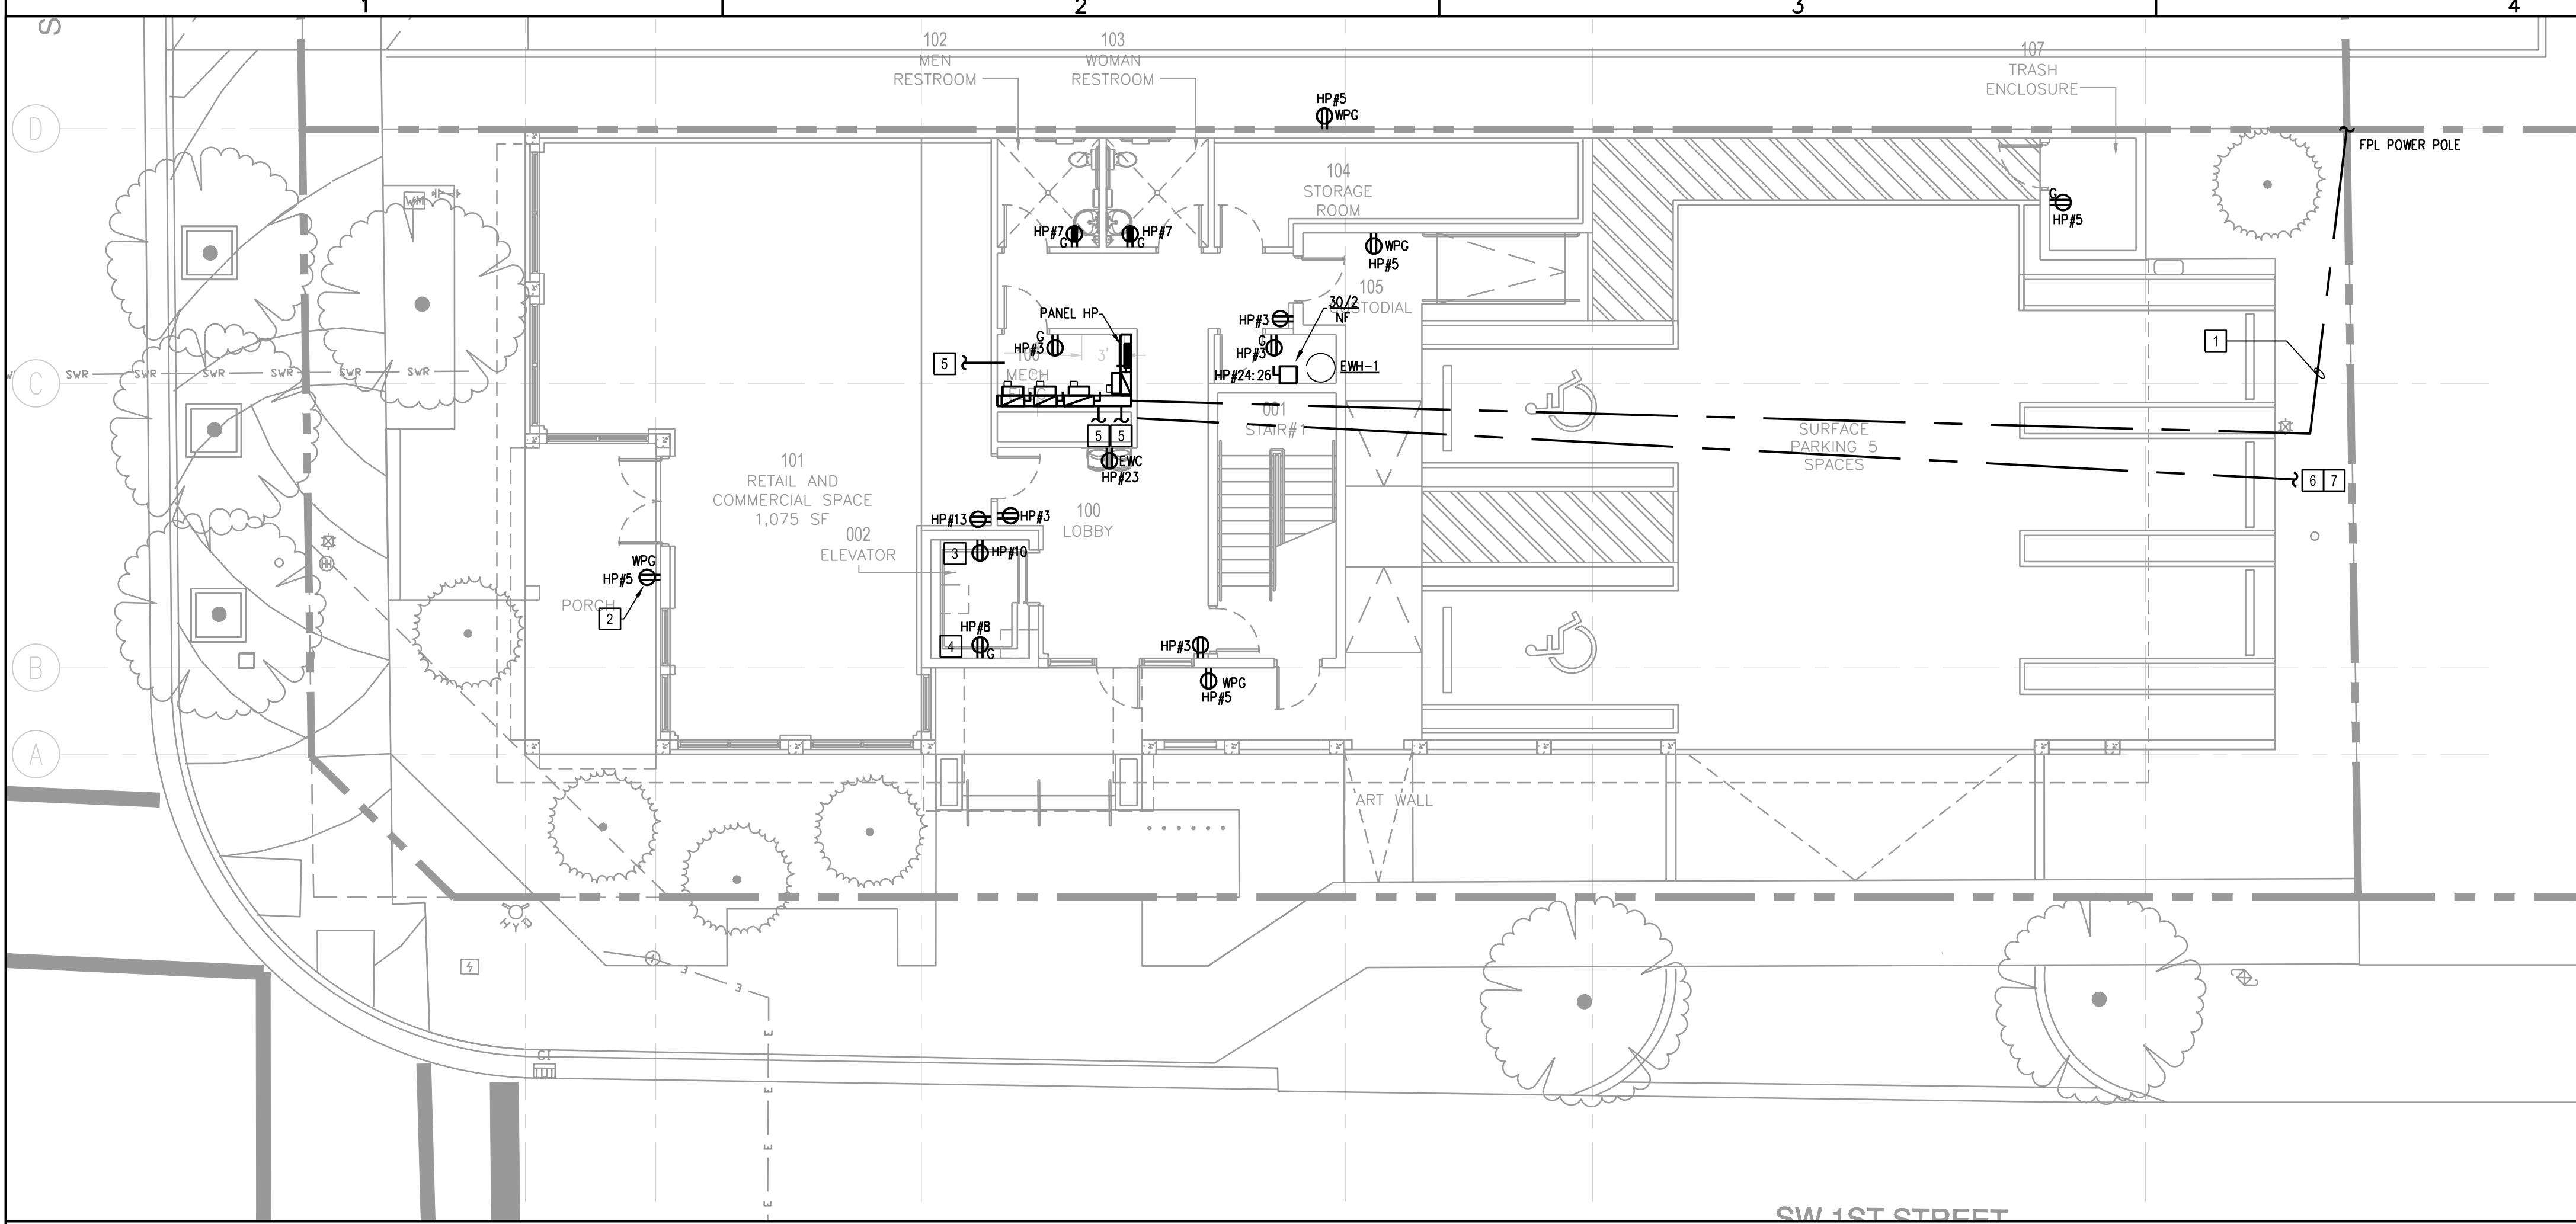 1
2
3
4
S
102
MEN
RESTROOM
103
WOMAN
RESTROOM
107
TRASH
ENCLOSURE
HP#5
WPG
D
FPL POWER POLE
104
STORAGE
ROOM
WM
G
HP#5
HP#7
G
HP#7
G
WPG
HP#5
105
30/2
NF
PANEL HP
HP#3
G
HP#3
G
HP#3
3'
MECH
1
5
C
SWR
SWR
SWR
SWR
SWR
HP#24:26
EWH-1
001
STAIR#1
5
5
EWC
HP#23
SURFACE
PARKING 5
SPACES
6
7
101
RETAIL AND
COMMERCIAL SPACE
1,075 SF
HP#13
HP#3
100
LOBBY
002
ELEVATOR
3
HP#10
HH
WPG
HP#5
PORCH
2
HP#8
4
G
HP#3
B
WPG
HP#5
A
ART WALL
HYD
E
E
E
E
E
E
CI
SW 1ST STREET